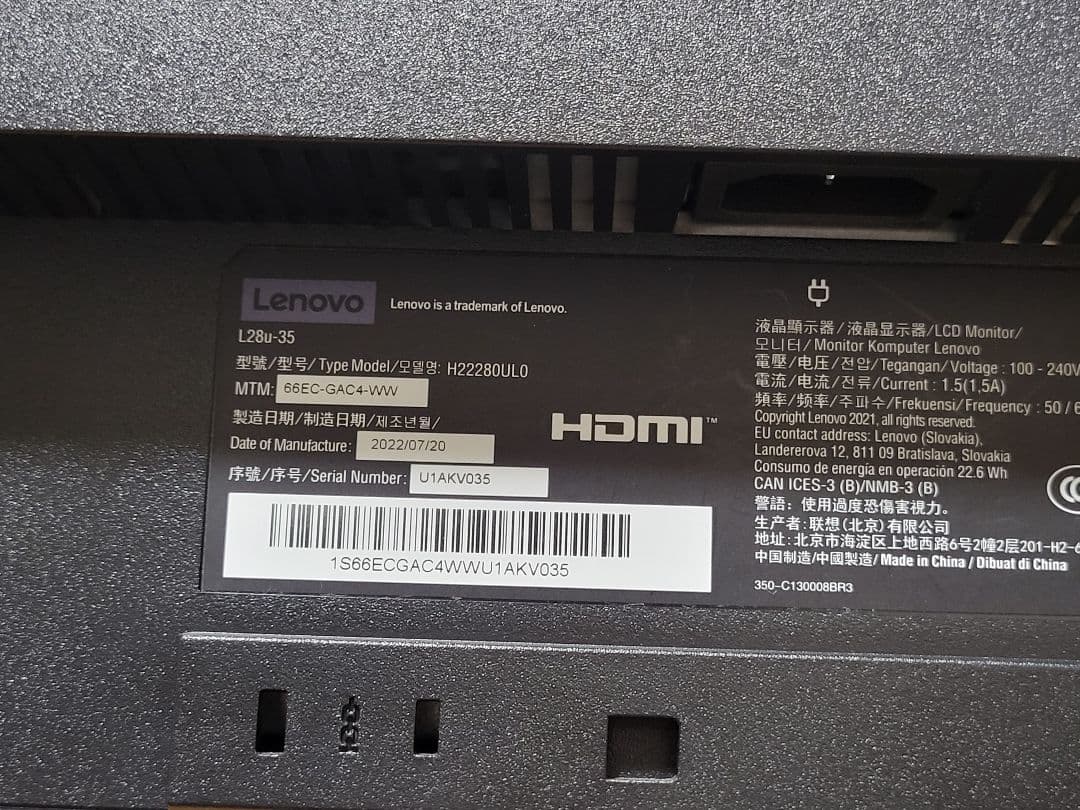 Lenovo
Lenovo is a trademark of Lenovo.
L28u-35
型號/型号/Type Model/모델명: H22280UL0
MTM: 66EC-GAC4-WW
製造日期/制造日期/제조년월/
Date of Manufacture: 2022/07/20
序號/序号/Serial Number: U1AKV035
1S66ECGAC4WWU1AKV035
HDMI™
液晶顯示器/液晶显示器/LCD Monitor/
모니터/Monitor Komputer Lenovo
電壓/电压/전압/Tegangan/Voltage : 100 - 240V
電流/电流/전류/Current : 1.5(1,5A)
頻率/频率/주파수/Frekuensi/Frequency : 50 / 6
Copyright Lenovo 2021, all rights reserved.
EU contact address: Lenovo (Slovakia),
Landererova 12, 811 09 Bratislava, Slovakia
Consumo de energía en operación 22.6 Wh
CAN ICES-3 (B)/NMB-3 (B)
警語: 使用過度恐傷害視力。
生产者: 联想(北京)有限公司
地址: 北京市海淀区上地西路6号2幢2层201-H2-6
中国制造/中國製造/Made in China / Dibuat di China
350-C130008BR3